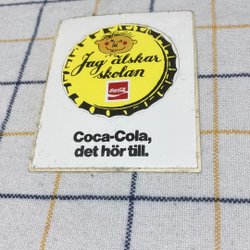 Jag älskar
skolan
Coca-Cola
Coca-Cola,
det hör till.